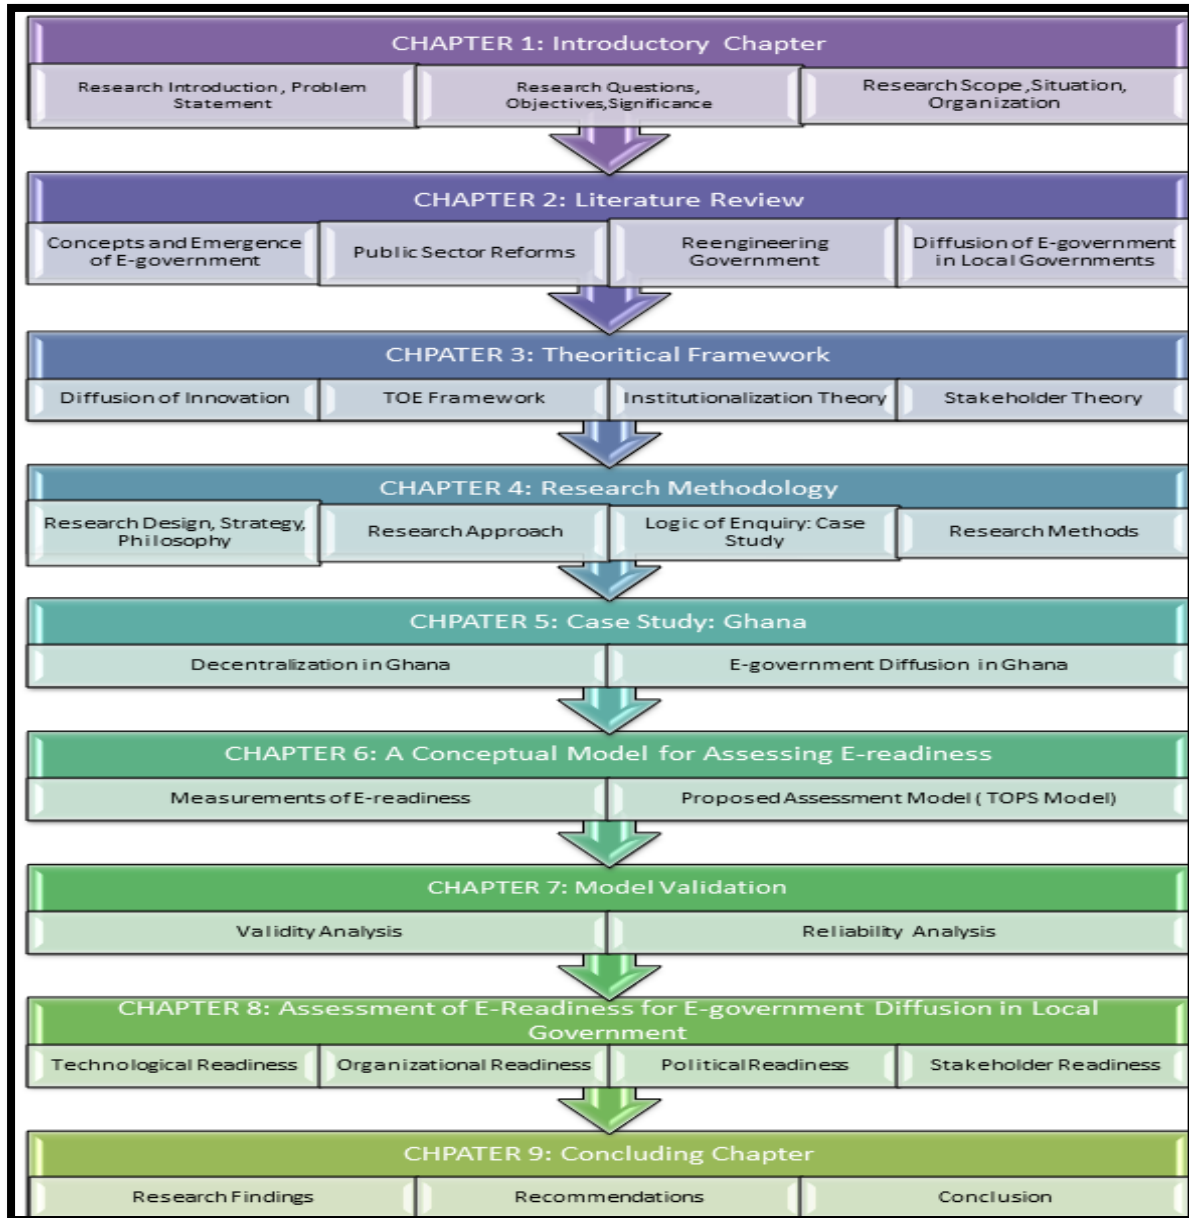 CHAPTER 1: Introductory Chapter
Research Introduction , Problem
Statement
Research Questions,
Objectives,Significance
Research Scope ,Situation,
Organization
CHAPTER 2: Literature Review
Concepts and Emergence
of E-government
Public Sector Reforms
Reengineering
Government
Diffusion of E-government
in Local Governments
CHPATER 3: Theoritical Framework
Diffusion of Innovation
TOE Framework
Institutionalization Theory
Stakeholder Theory
CHAPTER 4: Research Methodology
Research Design, Strategy,
Philosophy
Research Approach
Logic of Enquiry: Case
Study
Research Methods
CHPATER 5: Case Study: Ghana
Decentralization in Ghana
E-government Diffusion in Ghana
CHAPTER 6: A Conceptual Model for Assessing E-readiness
Measurements of E-readiness
Proposed Assessment Model ( TOPS Model)
CHAPTER 7: Model Validation
Validity Analysis
Reliability Analysis
CHAPTER 8: Assessment of E-Readiness for E-government Diffusion in Local
Government
Technological Readiness
Organizational Readiness
Political Readiness
Stakeholder Readiness
CHPATER 9: Concluding Chapter
Research Findings
Recommendations
Conclusion